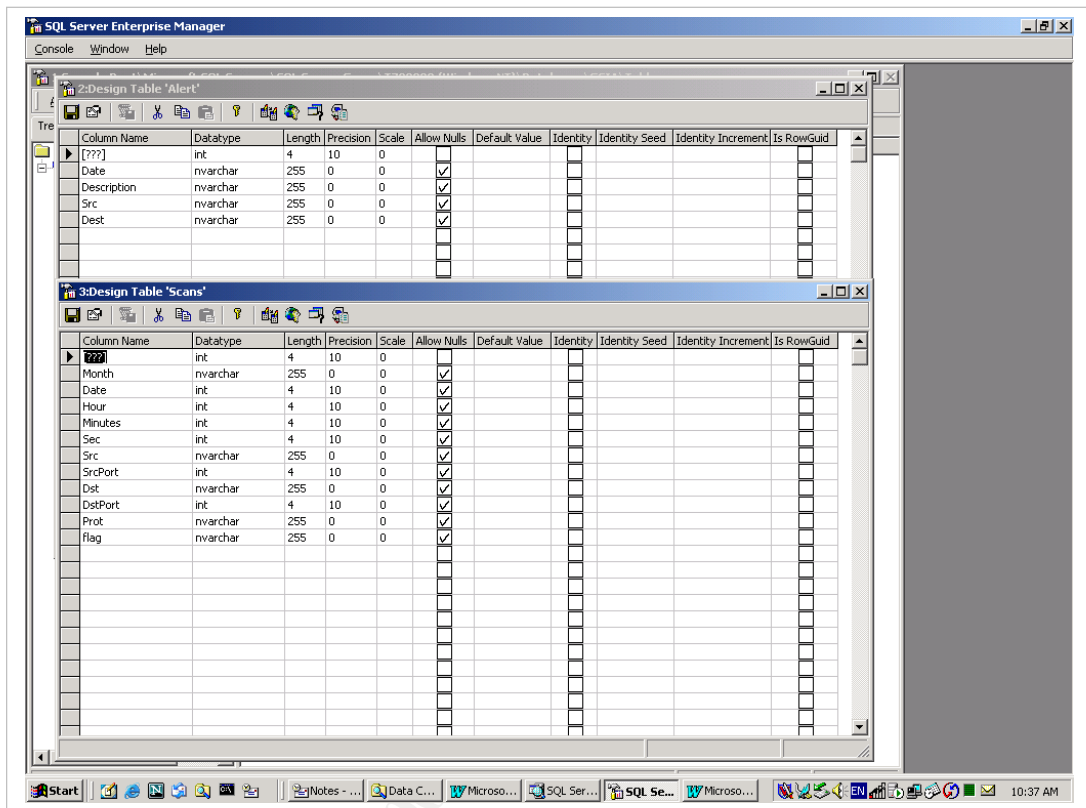 SQL Server Enterprise Manager
Console Window Help
2:Design Table 'Alert'
Tre
Column Name Datatype Length Precision Scale Allow Nulls Default Value Identity Identity Seed Identity Increment Is RowGuid
[???] int 4 10 0
Date nvarchar 255 0 0
Description nvarchar 255 0 0
Src nvarchar 255 0 0
Dest nvarchar 255 0 0
3:Design Table 'Scans'
Column Name Datatype Length Precision Scale Allow Nulls Default Value Identity Identity Seed Identity Increment Is RowGuid
[???] int 4 10 0
Month nvarchar 255 0 0
Date int 4 10 0
Hour int 4 10 0
Minutes int 4 10 0
Sec int 4 10 0
Src nvarchar 255 0 0
SrcPort int 4 10 0
Dst nvarchar 255 0 0
DstPort int 4 10 0
Prot nvarchar 255 0 0
flag nvarchar 255 0 0
Start Notes - ... Data C... Microso... SQL Ser... SQL Se... Microso... EN 10:37 AM